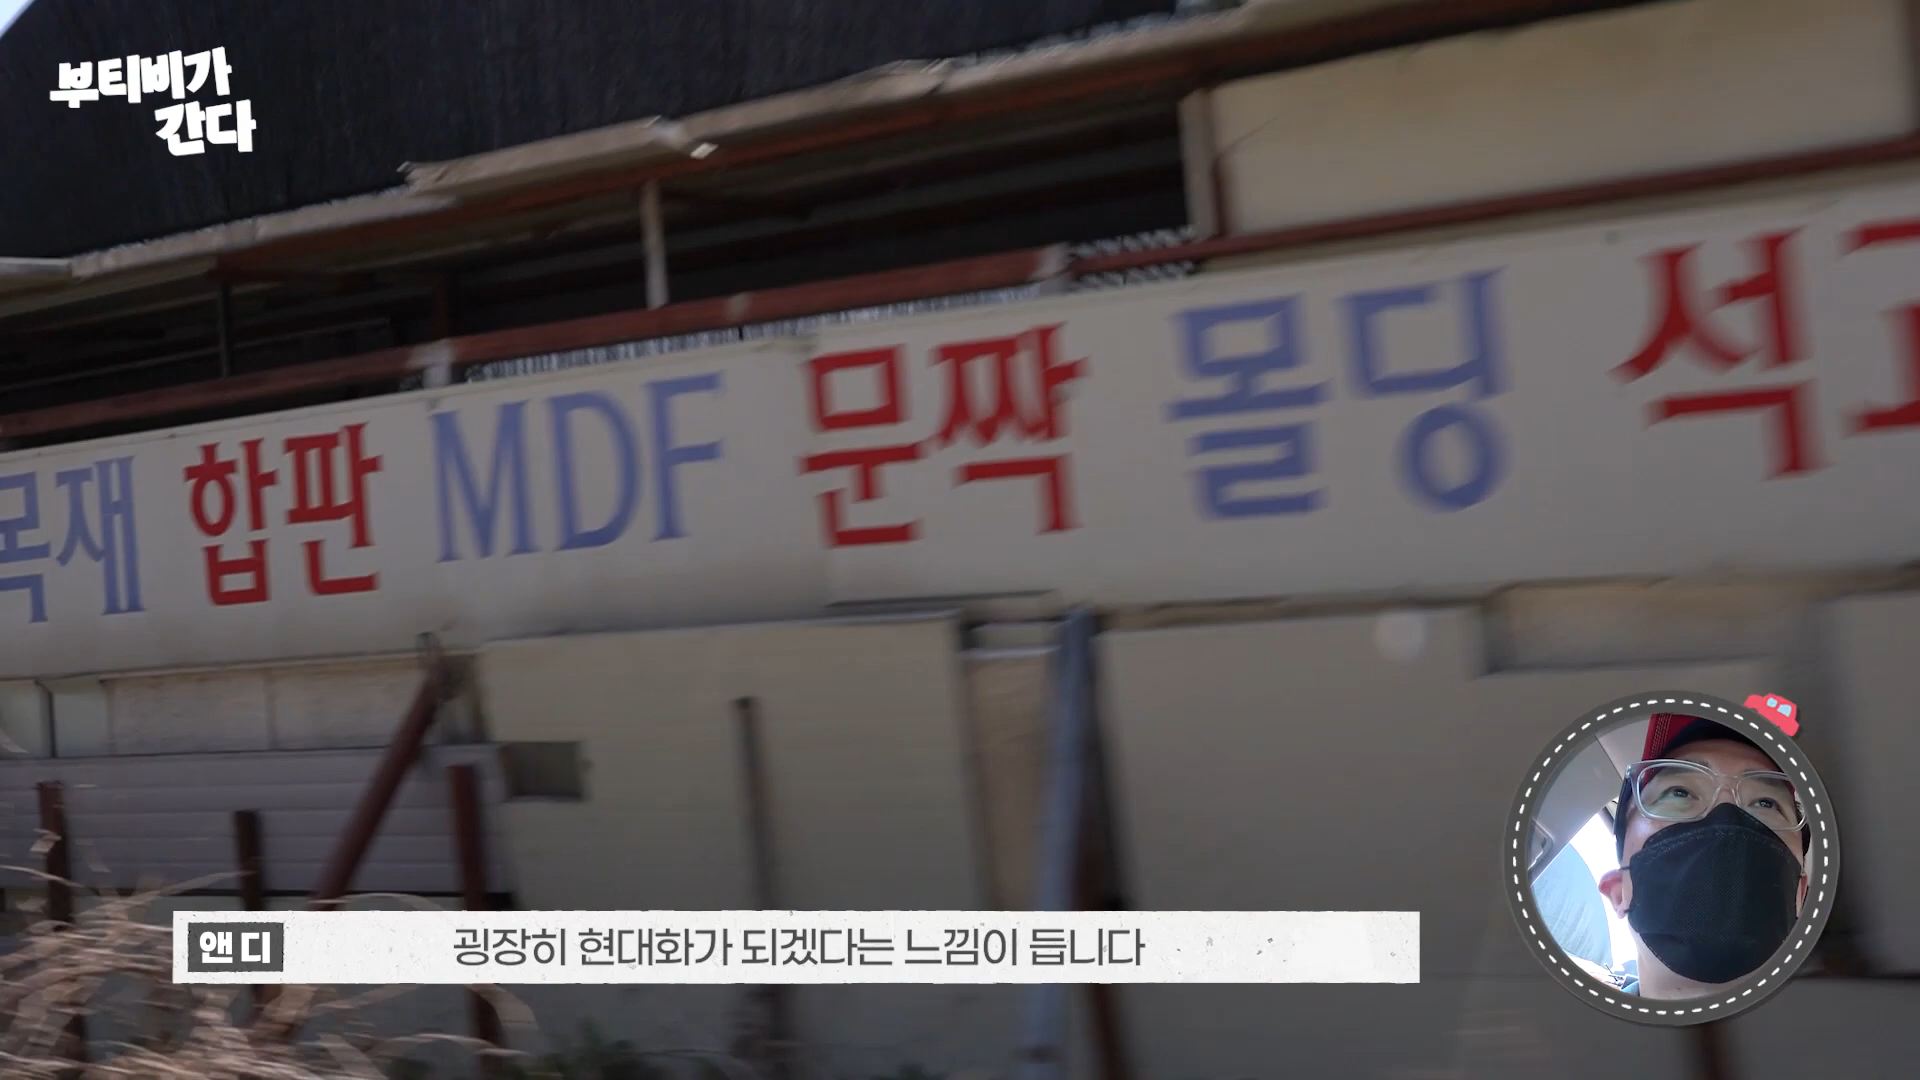 부티비가
간다
목재 합판 MDF 문짝 몰딩 석고
앤디
굉장히 현대화가 되겠다는 느낌이 듭니다